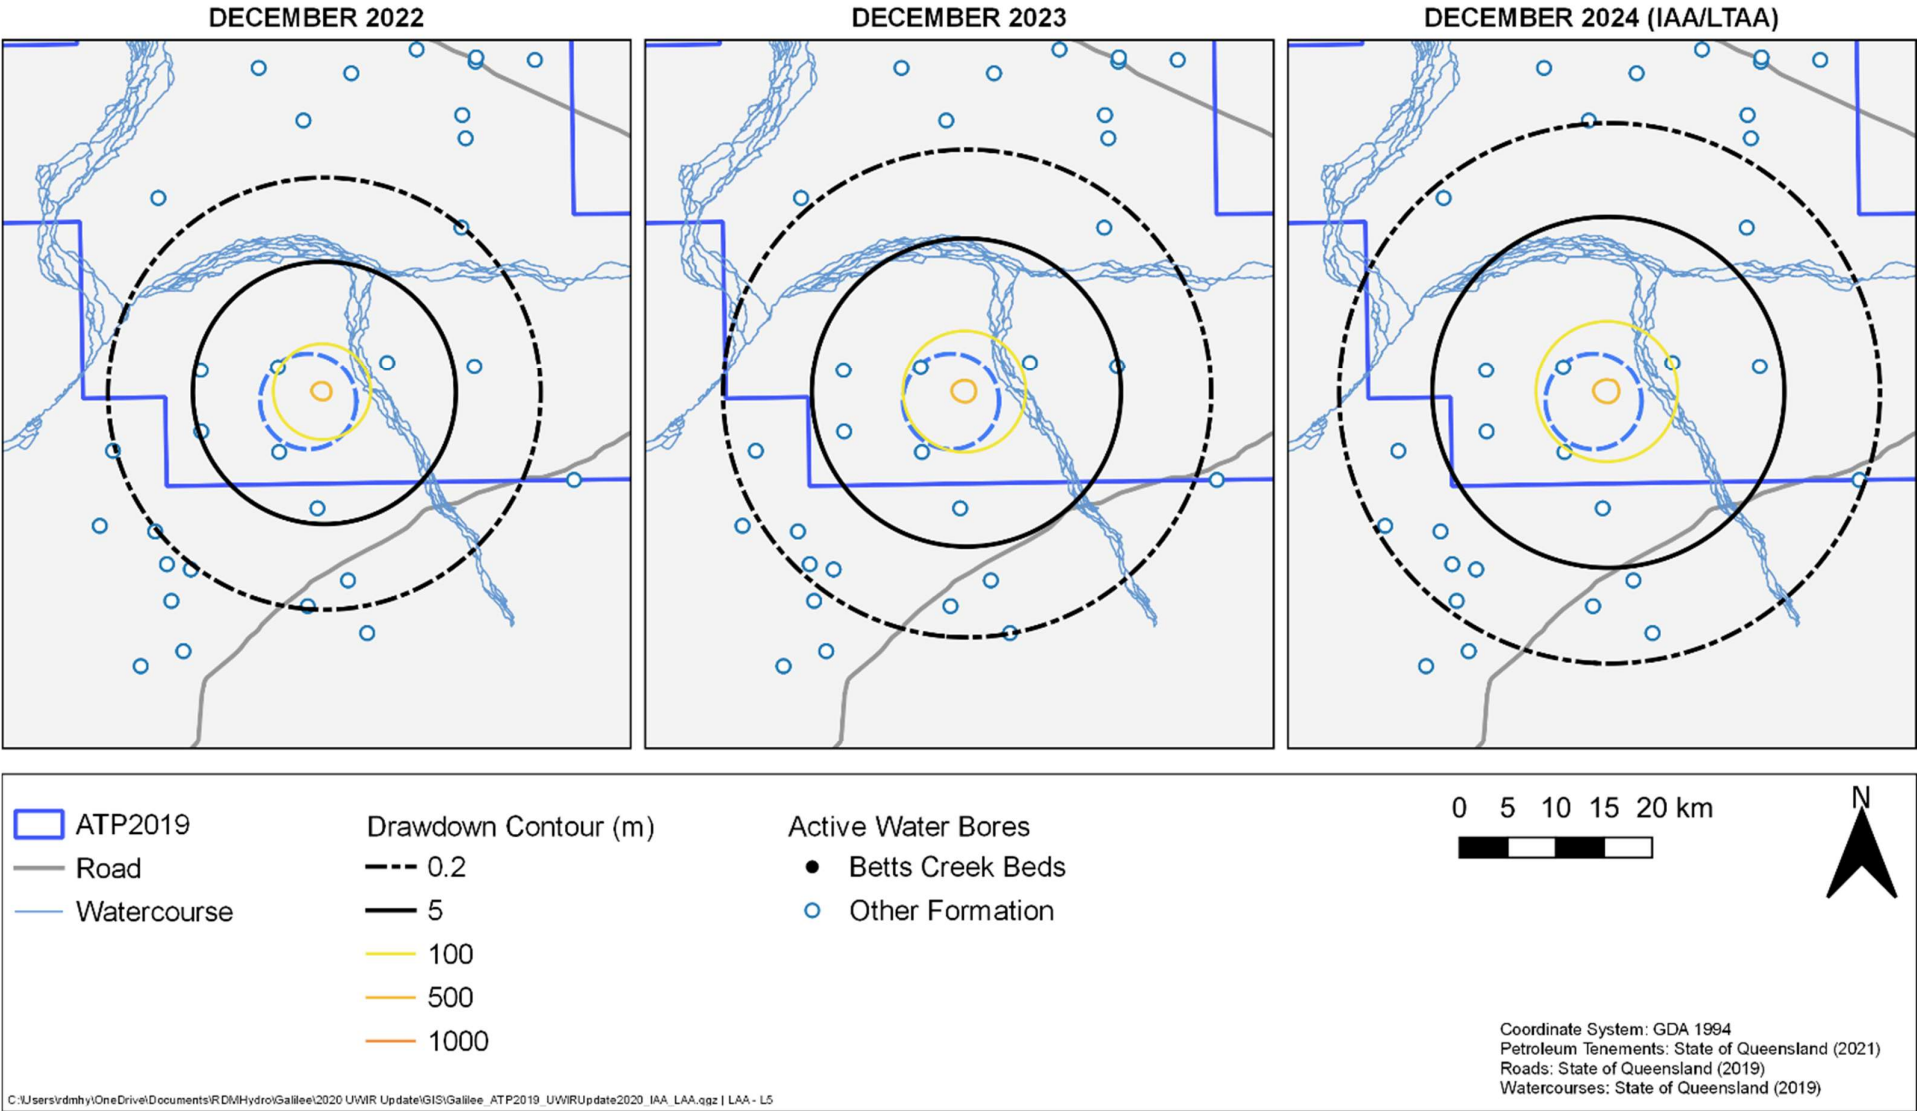 DECEMBER 2022
DECEMBER 2023
DECEMBER 2024 (IAA/LTAA)
ATP2019
Road
Watercourse
Drawdown Contour (m)
0.2
5
100
500
1000
Active Water Bores
Betts Creek Beds
Other Formation
0 5 10 15 20 km
N
Coordinate System: GDA 1994
Petroleum Tenements: State of Queensland (2021)
Roads: State of Queensland (2019)
Watercourses: State of Queensland (2019)
C:\Users\rdmhy\OneDrive\Documents\RDMHydro\Galilee\2020 UWIR Update\GIS\Galilee_ATP2019_UWIRUpdate2020_IAA_LAA.qgz | LAA - L5